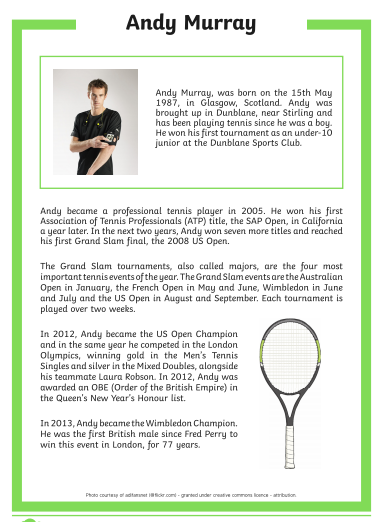 Andy Murray
Andy Murray, was born on the 15th May
1987, in Glasgow, Scotland. Andy was
brought up in Dunblane, near Stirling and
has been playing tennis since he was a boy.
He won his first tournament as an under-10
junior at the Dunblane Sports Club.
Andy became a professional tennis player in 2005. He won his first
Association of Tennis Professionals (ATP) title, the SAP Open, in California
a year later. In the next two years, Andy won seven more titles and reached
his first Grand Slam final, the 2008 US Open.
The Grand Slam tournaments, also called majors, are the four most
important tennis events of the year. The Grand Slam events are the Australian
Open in January, the French Open in May and June, Wimbledon in June
and July and the US Open in August and September. Each tournament is
played over two weeks.
In 2012, Andy became the US Open Champion
and in the same year he competed in the London
Olympics, winning gold in the Men's Tennis
Singles and silver in the Mixed Doubles, alongside
his teammate Laura Robson. In 2012, Andy was
awarded an OBE (Order of the British Empire) in
the Queen's New Year's Honour list.
In 2013, Andy became the Wimbledon Champion.
He was the first British male since Fred Perry to
win this event in London, for 77 years.
Photo courtesy of adifansnet (@flickr.com) - granted under creative commons licence - attribution